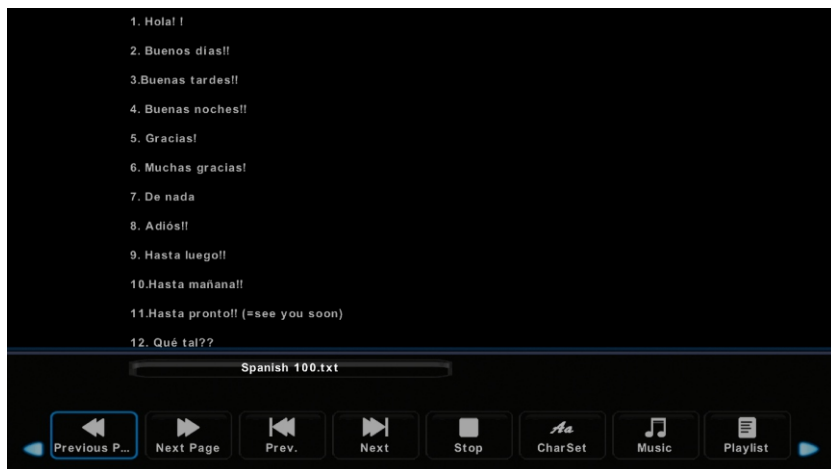 1. Hola! !
2. Buenos días!!
3.Buenas tardes!!
4. Buenas noches!!
5. Gracias!
6. Muchas gracias!
7. De nada
8. Adiós!!
9. Hasta luego!!
10.Hasta mañana!!
11.Hasta pronto!! (=see you soon)
12. Qué tal??
Spanish 100.txt
Previous P... Next Page Prev. Next Stop CharSet Music Playlist